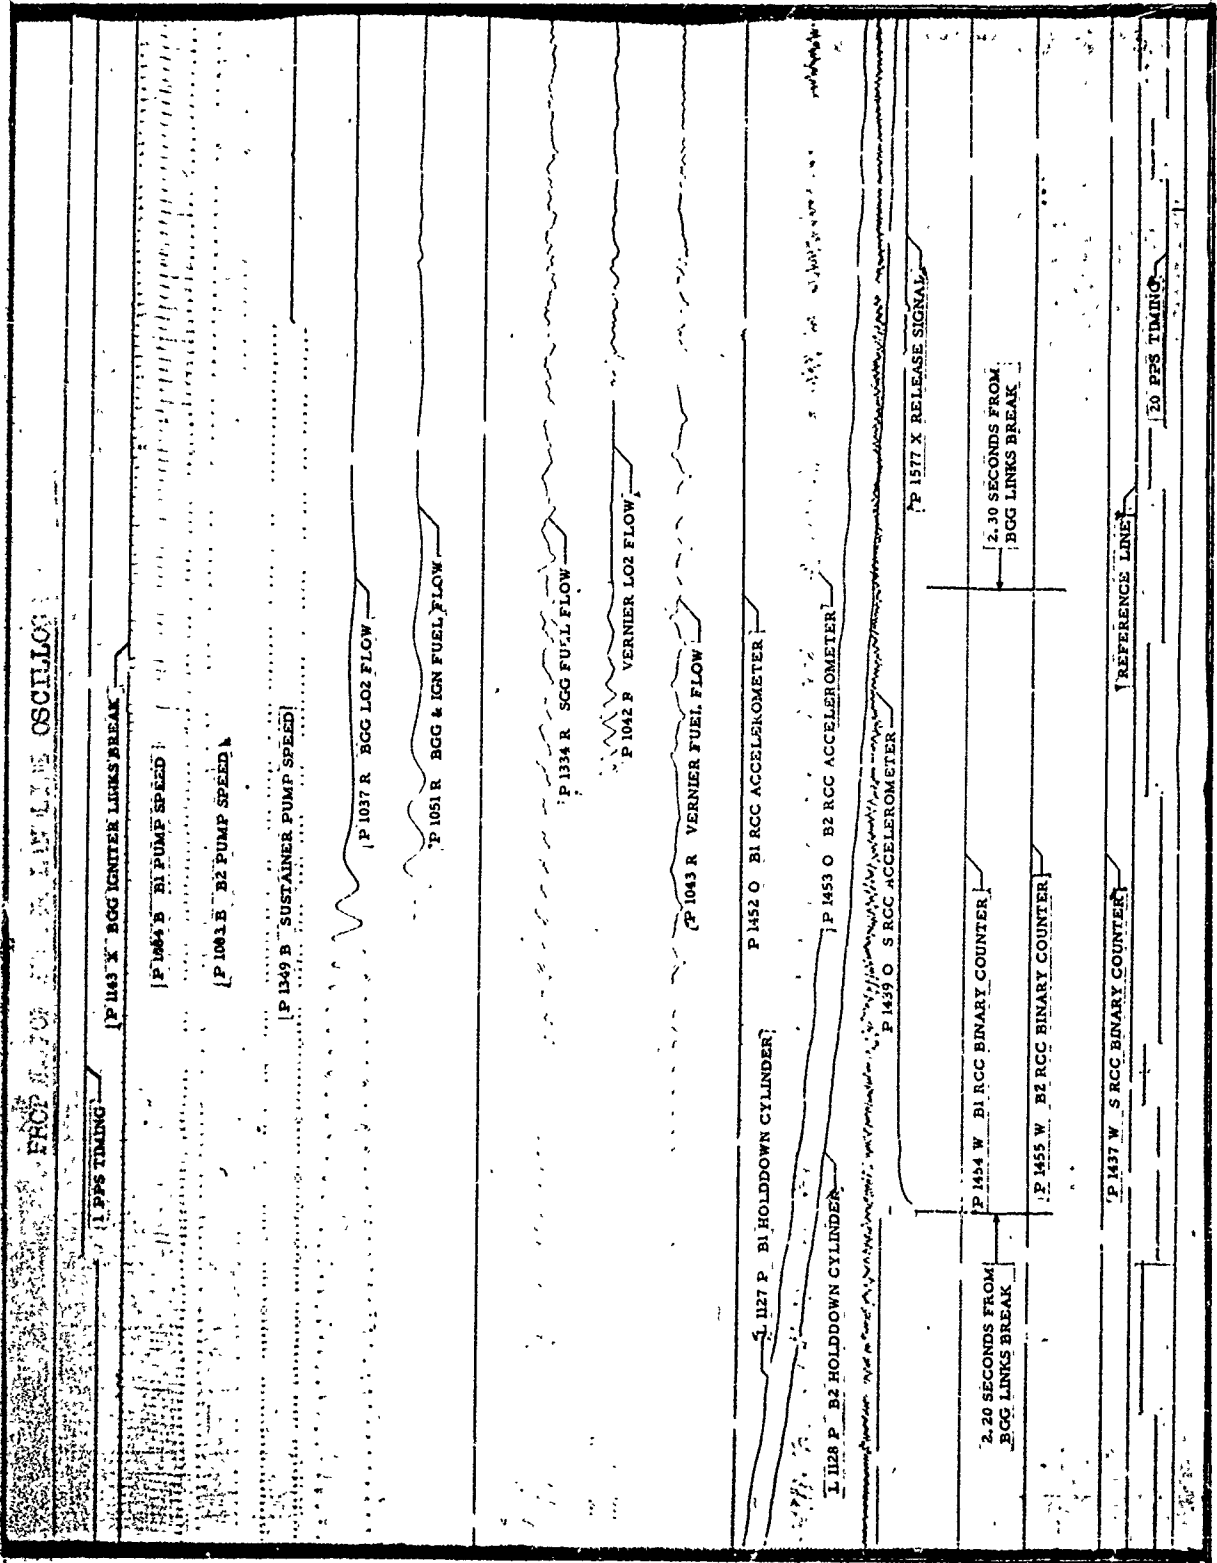 1 PPS TIMING
P 1143 X BGG IGNITER LINKS BREAK
P 1084 B B1 PUMP SPEED
P 1083 B B2 PUMP SPEED
P 1349 B SUSTAINER PUMP SPEED
P 1037 R BGG LO2 FLOW
P 1051 R BGG & IGN FUEL FLOW
P 1334 R SGG FUEL FLOW
P 1042 R VERNIER LO2 FLOW
P 1043 R VERNIER FUEL FLOW
P 1452 O B1 RCC ACCELEROMETER
L 1127 P B1 HOLDDOWN CYLINDER
P 1453 O B2 RCC ACCELEROMETER
L 1128 P B2 HOLDDOWN CYLINDER
P 1439 O S RCC ACCELEROMETER
P 1577 X RELEASE SIGNAL
P 1454 W B1 RCC BINARY COUNTER
2.20 SECONDS FROM
BGG LINKS BREAK
2.30 SECONDS FROM
BGG LINKS BREAK
P 1455 W B2 RCC BINARY COUNTER
P 1437 W S RCC BINARY COUNTER
REFERENCE LINE
20 PPS TIMING